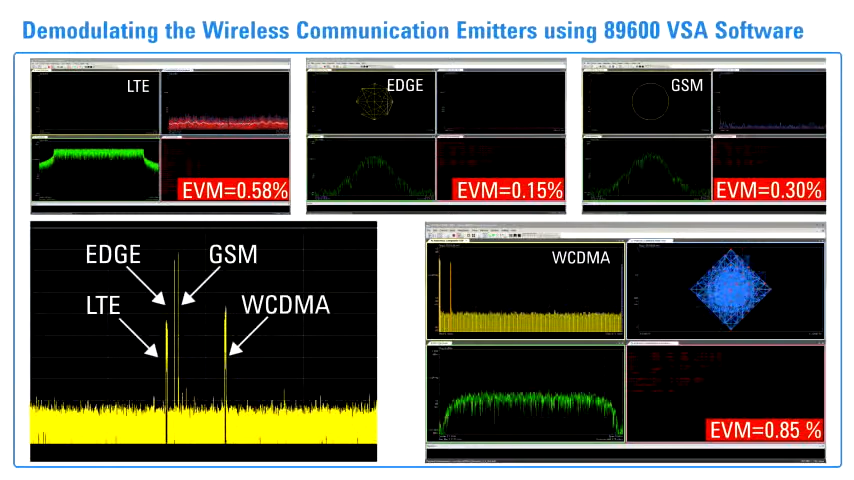 Demodulating the Wireless Communication Emitters using 89600 VSA Software
LTE
EVM=0.58%
EDGE
EVM=0.15%
GSM
EVM=0.30%
EDGE
GSM
LTE
WCDMA
WCDMA
EVM=0.85 %